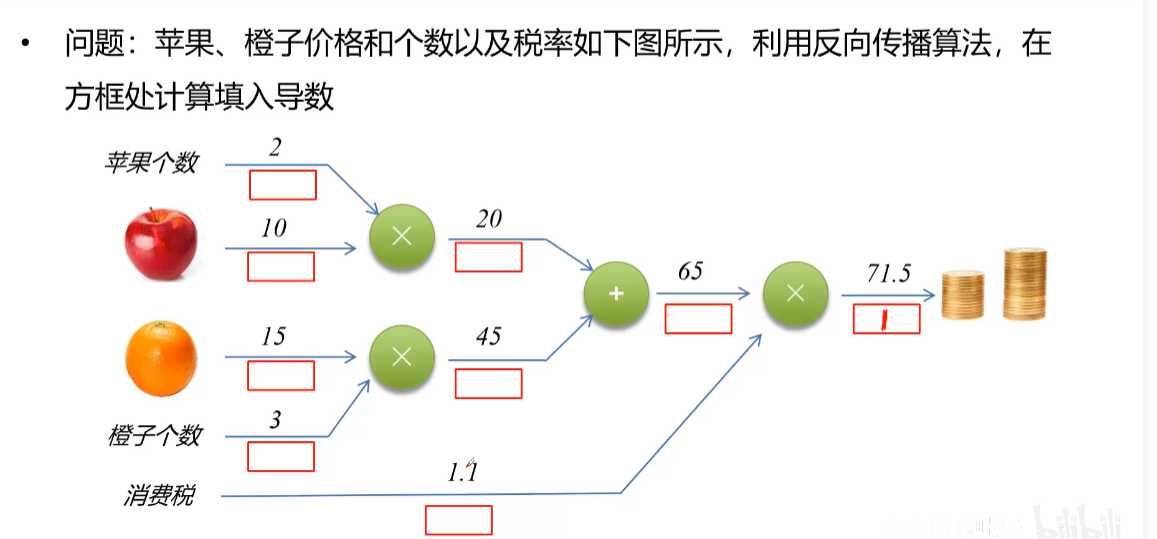 • 问题：苹果、橙子价格和个数以及税率如下图所示，利用反向传播算法，在
方框处计算填入导数
苹果个数
2
10
×
20
65
71.5
+
×
1
15
×
45
3
橙子个数
1.1
消费税
bilibili